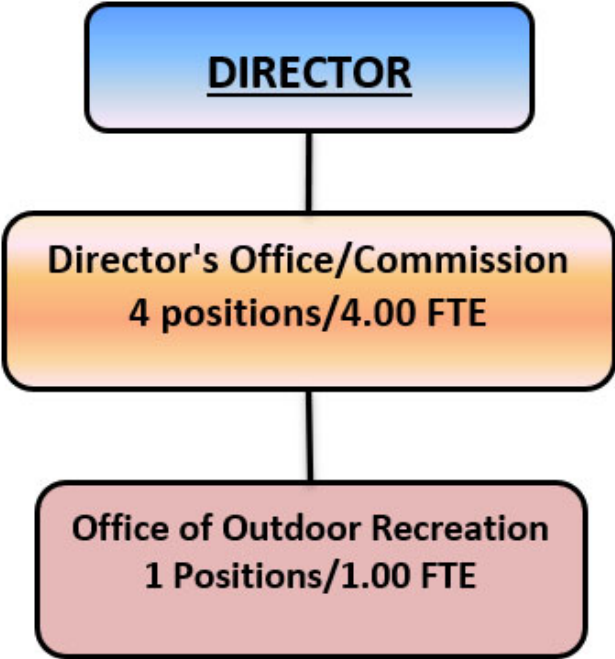 DIRECTOR
Director's Office/Commission
4 positions/4.00 FTE
Office of Outdoor Recreation
1 Positions/1.00 FTE